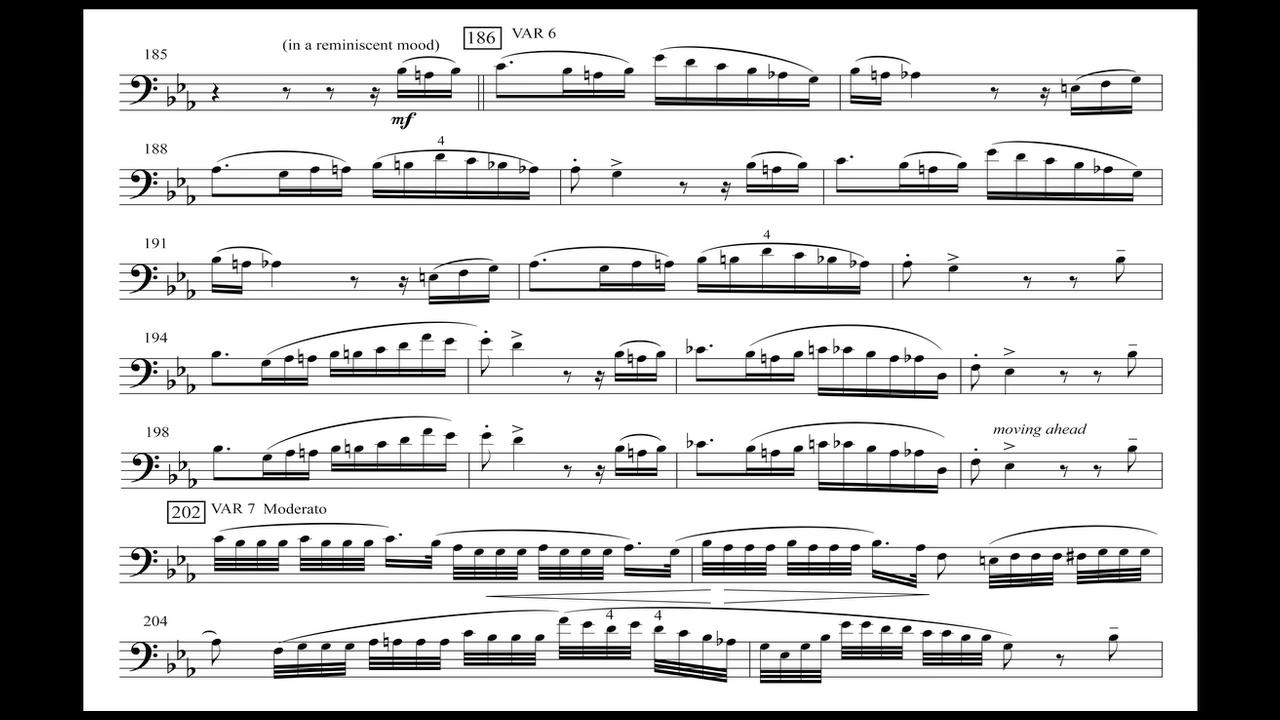 185 (in a reminiscent mood) 186 VAR 6
mf
188 4
191 4
194
198 moving ahead
202 VAR 7 Moderato
204 4 4